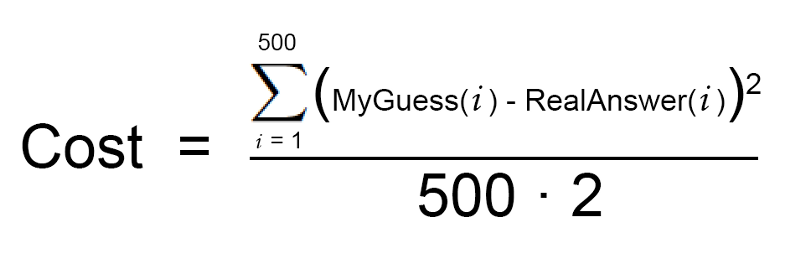 500
Cost = ∑ (MyGuess(i) - RealAnswer(i))²
i = 1
500 · 2